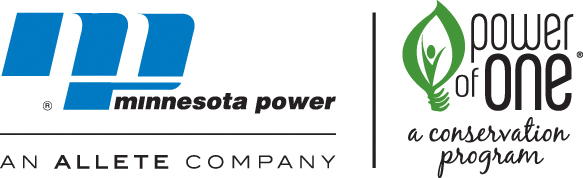 ® minnesota power
AN ALLETE COMPANY
power
of ONE®
a conservation
program